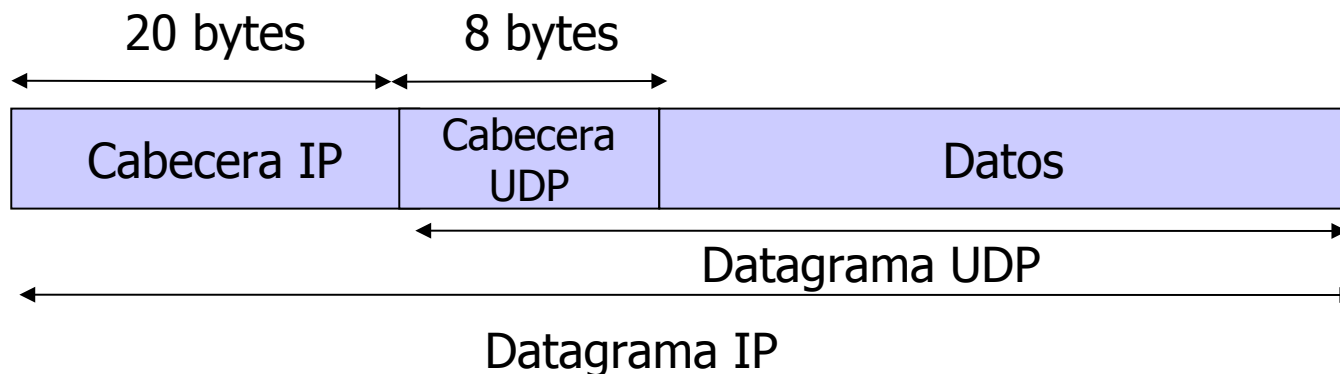 20 bytes
8 bytes
Cabecera IP
Cabecera
UDP
Datos
Datagrama UDP
Datagrama IP